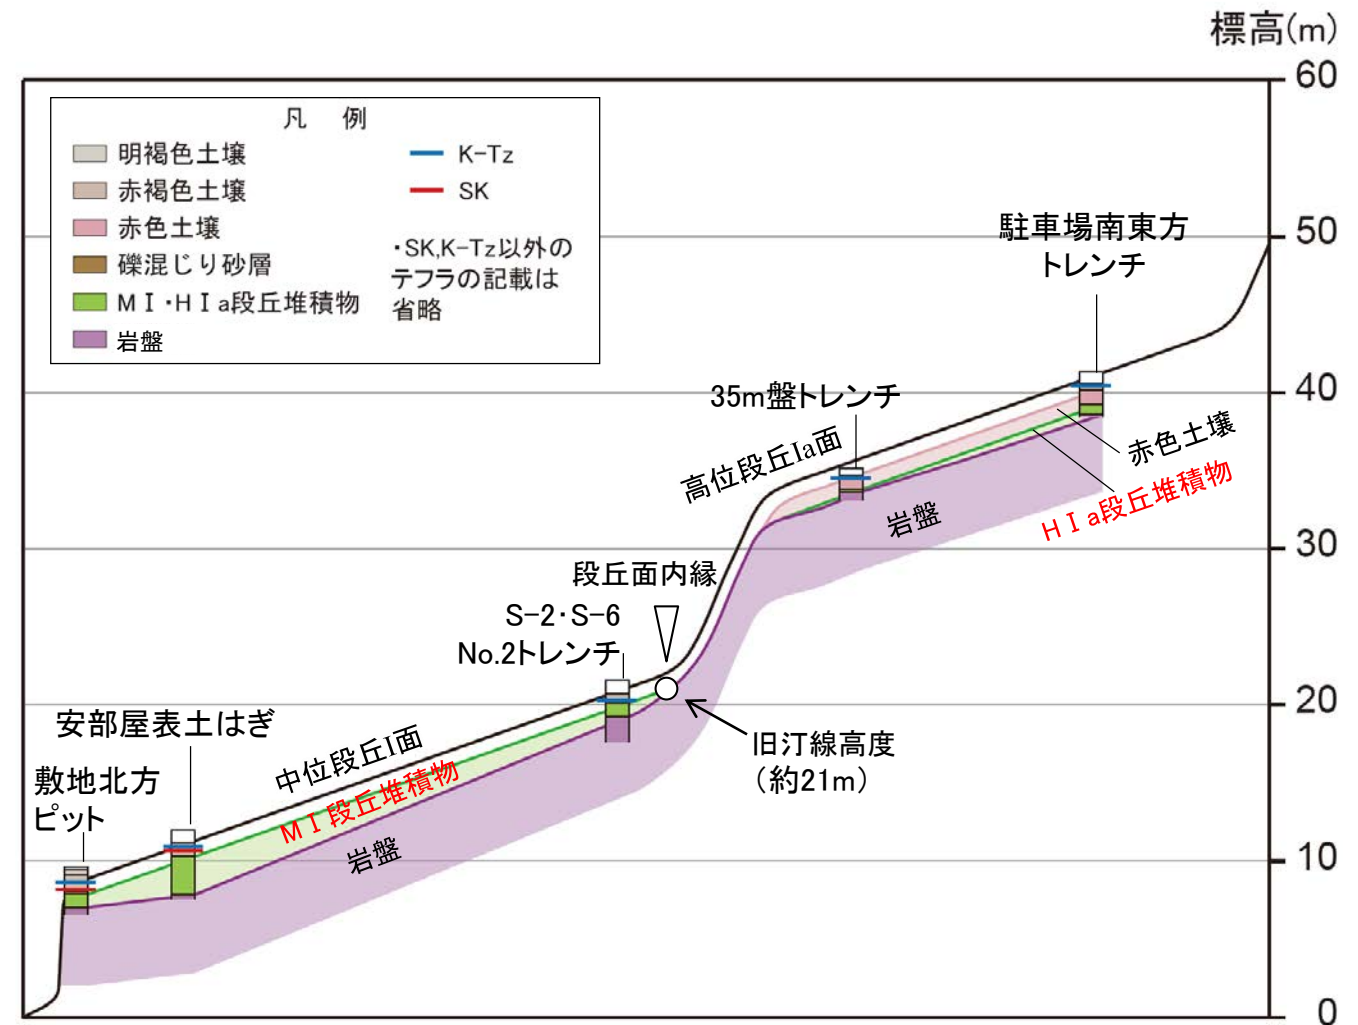 標高(m)
60
50
40
30
20
10
0
凡 例
明褐色土壌
赤褐色土壌
赤色土壌
礫混じり砂層
MⅠ・HⅠa段丘堆積物
岩盤
K-Tz
SK
・SK,K-Tz以外の
テフラの記載は
省略
駐車場南東方
トレンチ
35m盤トレンチ
高位段丘Ia面
赤色土壌
HⅠa段丘堆積物
岩盤
段丘面内縁
S-2・S-6
No.2トレンチ
旧汀線高度
(約21m)
安部屋表土はぎ
敷地北方
ピット
中位段丘I面
MⅠ段丘堆積物
岩盤